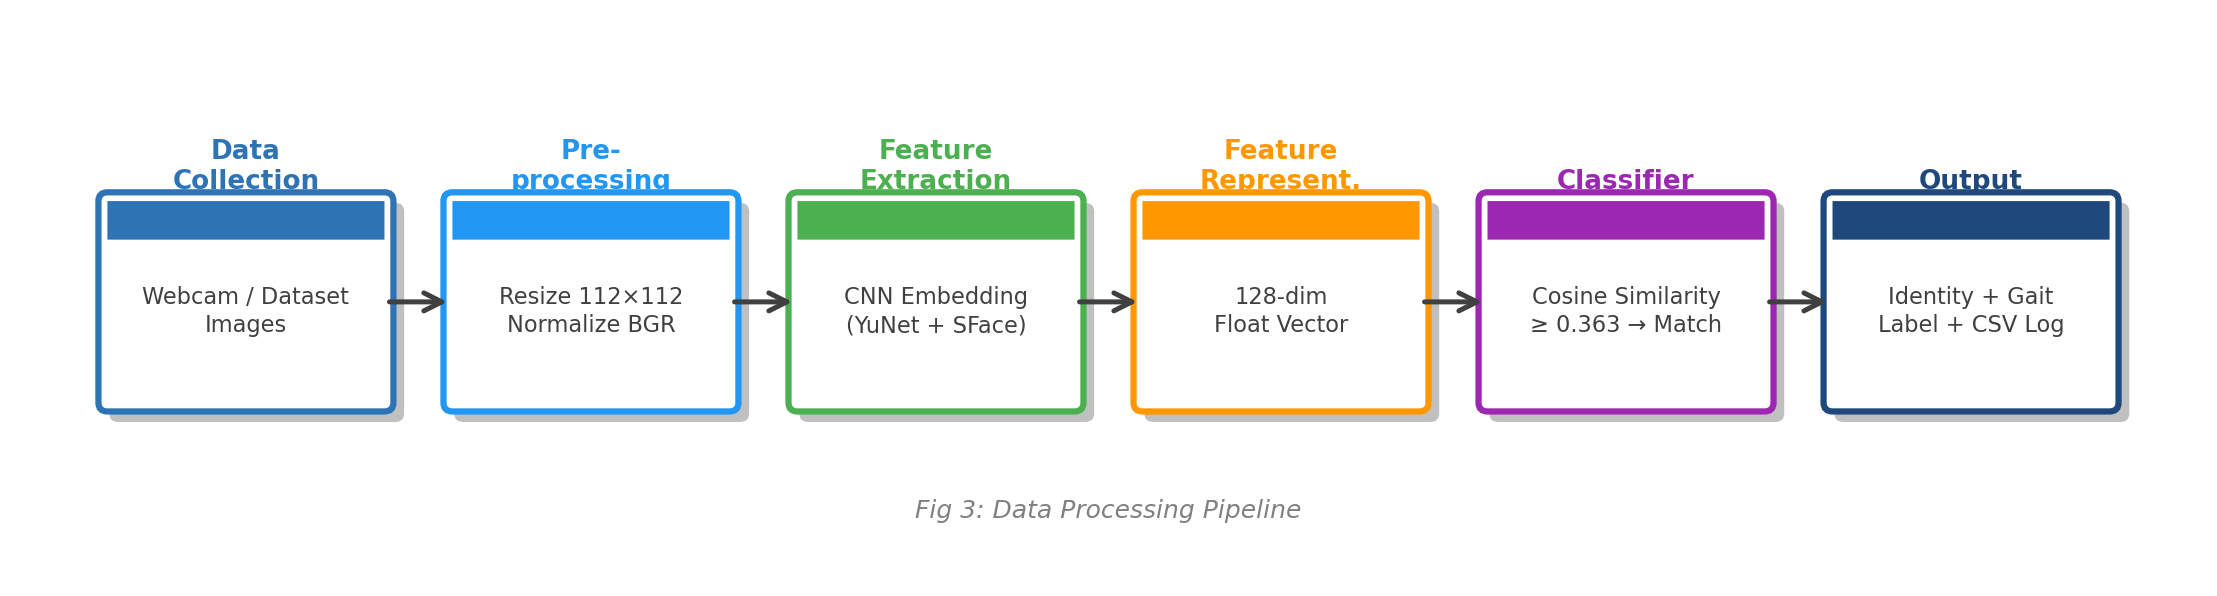 Data
Collection
Webcam / Dataset
Images
Pre-
processing
Resize 112×112
Normalize BGR
Feature
Extraction
CNN Embedding
(YuNet + SFace)
Feature
Represent.
128-dim
Float Vector
Classifier
Cosine Similarity
≥ 0.363 → Match
Output
Identity + Gait
Label + CSV Log
Fig 3: Data Processing Pipeline